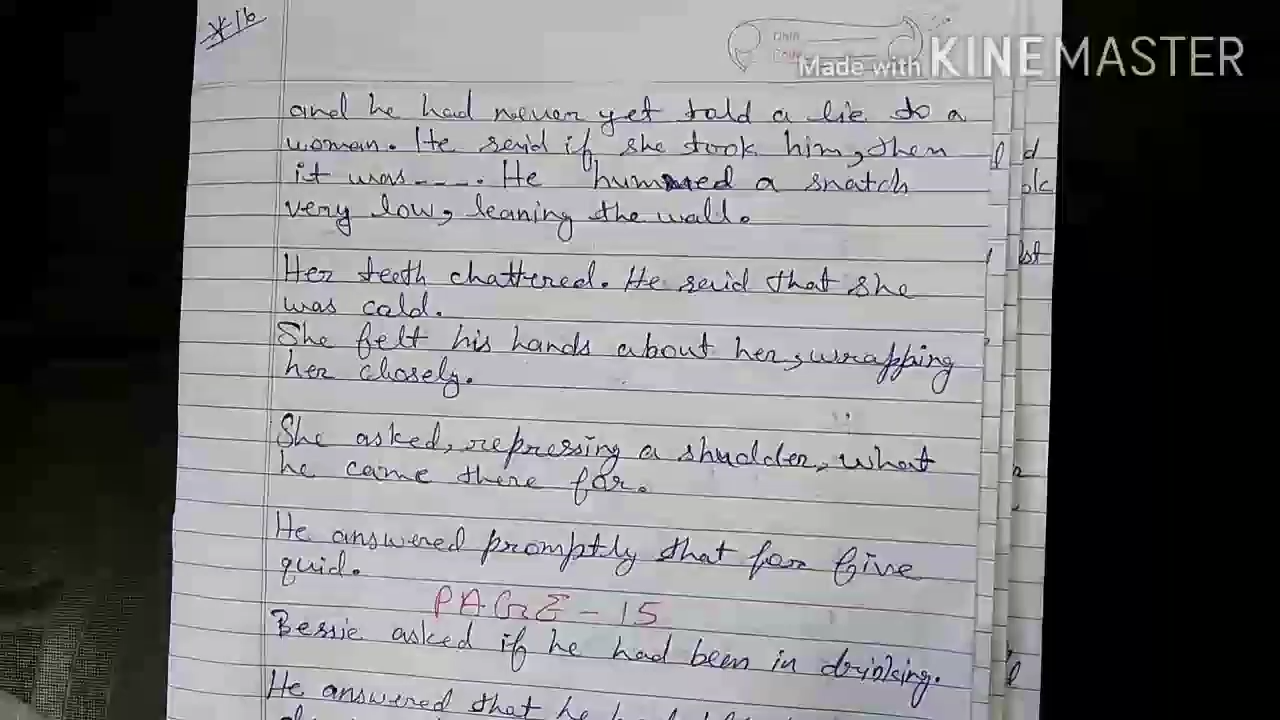 *16
Made with KINEMASTER
and he had never yet told a lie to a
woman. He said if she took him, then
it was----. He hummed a snatch
very low, leaning the wall.
Her teeth chattered. He said that she
was cold.
She felt his hands about her, wrapping
her closely.
She asked, repressing a shudder, what
he came there for.
He answered promptly that for five
quid.
PAGE - 15
Bessie asked if he had been in drinking.
He answered that he